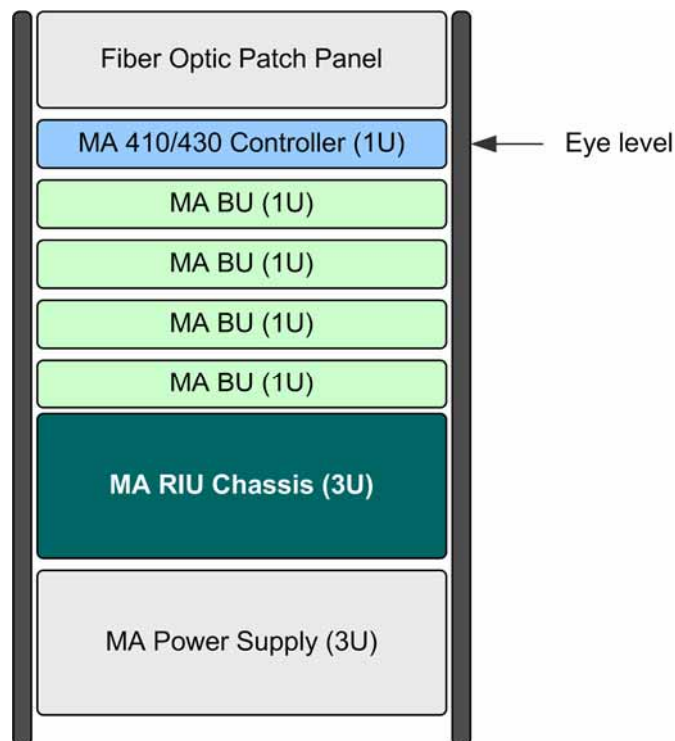 Fiber Optic Patch Panel
MA 410/430 Controller (1U)
Eye level
MA BU (1U)
MA BU (1U)
MA BU (1U)
MA BU (1U)
MA RIU Chassis (3U)
MA Power Supply (3U)